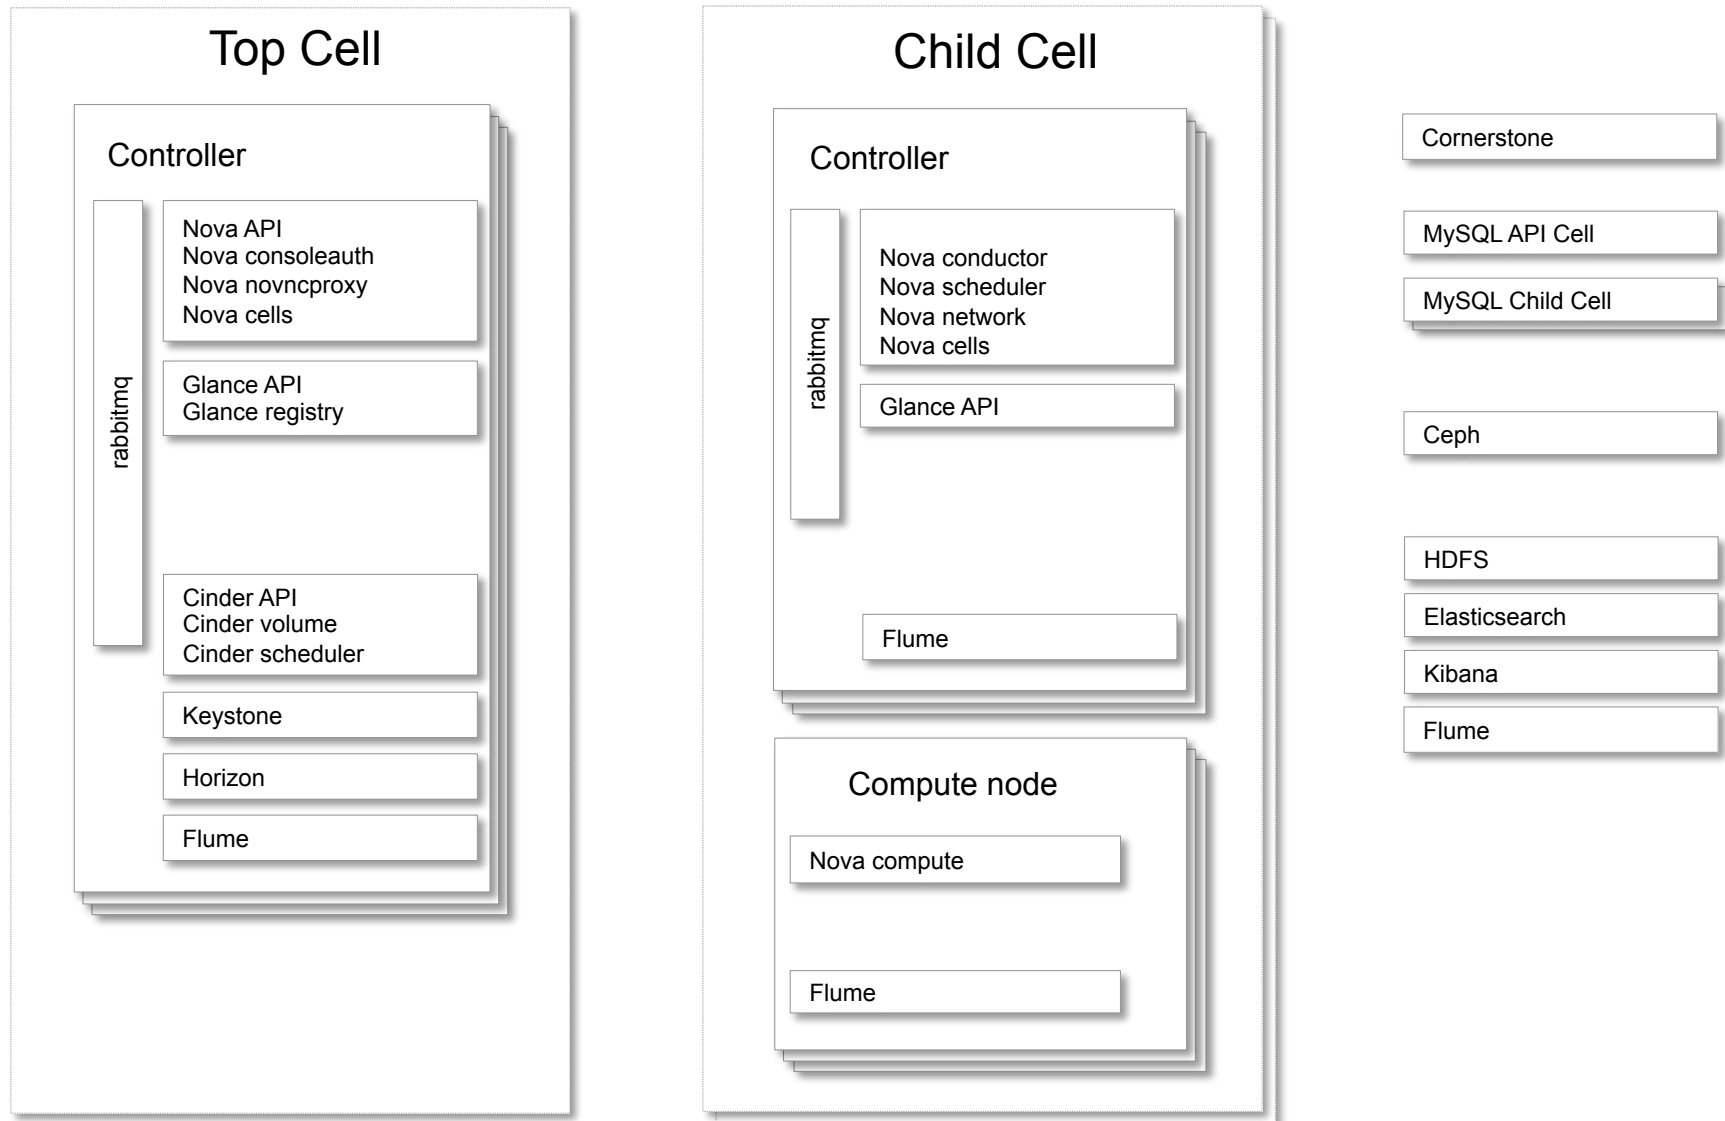 Top Cell
Controller
rabbitmq
Nova API
Nova consoleauth
Nova novncproxy
Nova cells
Glance API
Glance registry
Cinder API
Cinder volume
Cinder scheduler
Keystone
Horizon
Flume
Child Cell
Controller
rabbitmq
Nova conductor
Nova scheduler
Nova network
Nova cells
Glance API
Flume
Compute node
Nova compute
Flume
Cornerstone
MySQL API Cell
MySQL Child Cell
Ceph
HDFS
Elasticsearch
Kibana
Flume